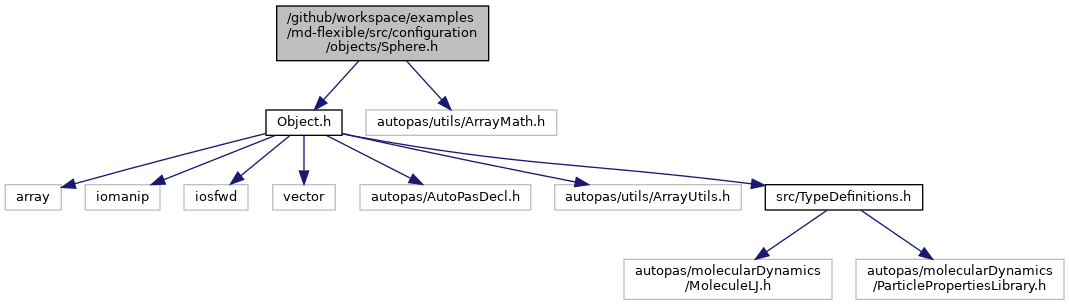 /github/workspace/examples
/md-flexible/src/configuration
/objects/Sphere.h
Object.h
autopas/utils/ArrayMath.h
array
iomanip
iosfwd
vector
autopas/AutoPasDecl.h
autopas/utils/ArrayUtils.h
src/TypeDefinitions.h
autopas/molecularDynamics
/MoleculeLJ.h
autopas/molecularDynamics
/ParticlePropertiesLibrary.h